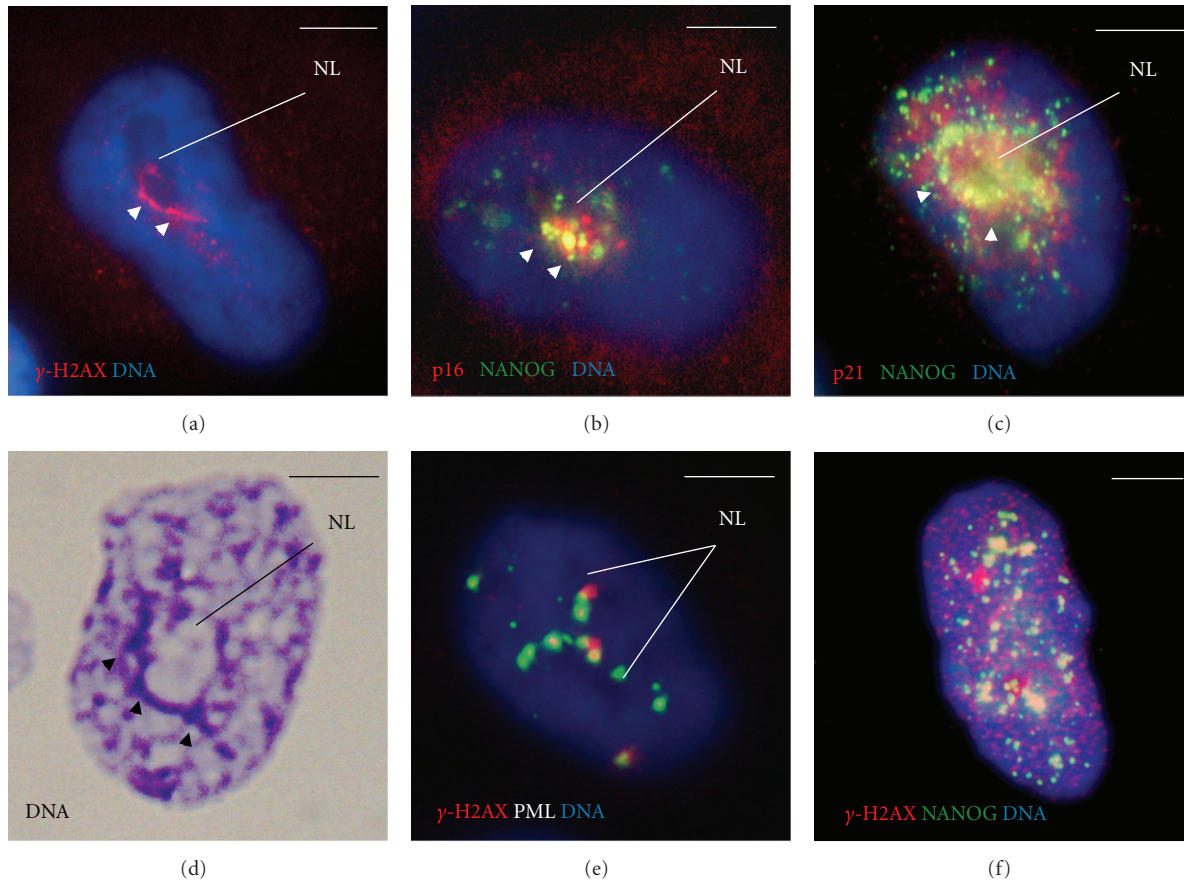 NL
γ-H2AX DNA
(a)
NL
p16 NANOG DNA
(b)
NL
p21 NANOG DNA
(c)
NL
DNA
(d)
NL
γ-H2AX PML DNA
(e)
γ-H2AX NANOG DNA
(f)